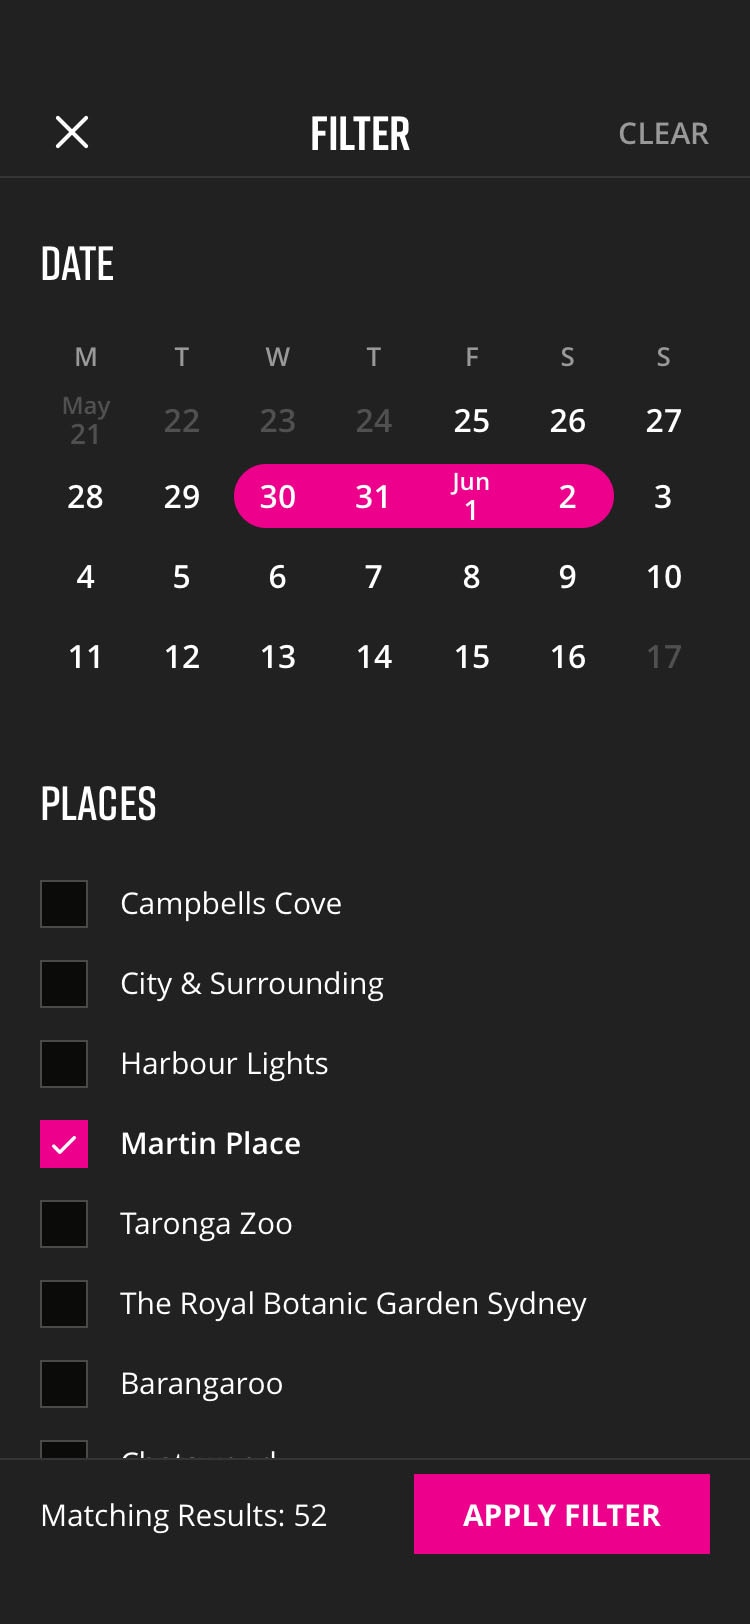 FILTER CLEAR
DATE
M T W T F S S
May
21 22 23 24 25 26 27
28 29 30 31 Jun
1 2 3
4 5 6 7 8 9 10
11 12 13 14 15 16 17
PLACES
Campbells Cove
City & Surrounding
Harbour Lights
Martin Place
Taronga Zoo
The Royal Botanic Garden Sydney
Barangaroo
Matching Results: 52 APPLY FILTER